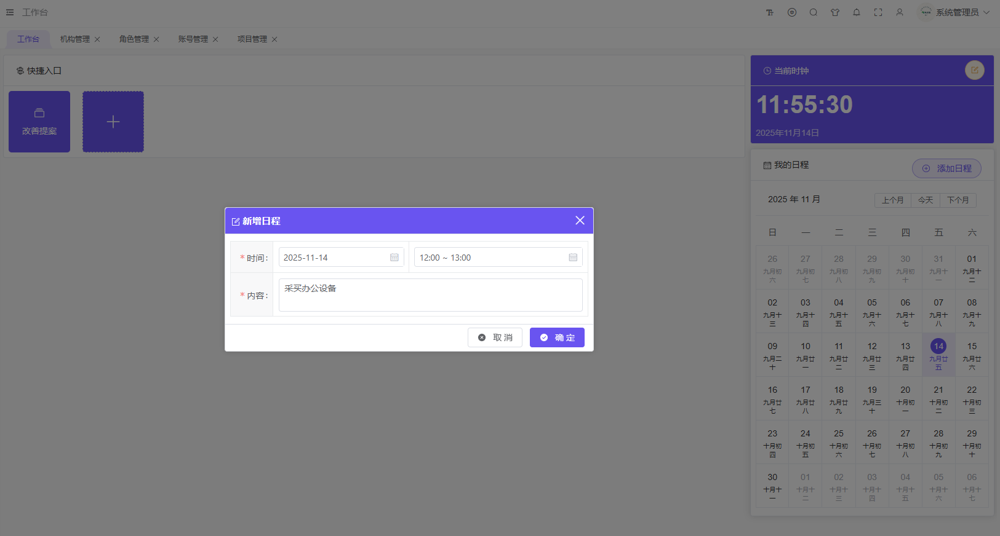 工作台
系统管理员
工作台 机构管理 角色管理 账号管理 项目管理
快捷入口
改善提案
当前时钟
11:55:30
2025年11月14日
我的日程
添加日程
2025 年 11 月
上个月 今天 下个月
日 一 二 三 四 五 六
26 27 28 29 30 31 01
九月初六 九月初七 九月初八 九月初九 九月初十 九月十一 九月十二
02 03 04 05 06 07 08
九月十三 九月十四 九月十五 九月十六 九月十七 九月十八 九月十九
09 10 11 12 13 14 15
九月二十 九月廿一 九月廿二 九月廿三 九月廿四 九月廿五 九月廿六
16 17 18 19 20 21 22
九月廿七 九月廿八 九月廿九 九月三十 十月初一 十月初二 十月初三
23 24 25 26 27 28 29
十月初四 十月初五 十月初六 十月初七 十月初八 十月初九 十月初十
30 01 02 03 04 05 06
十月十一 十月十二 十月十三 十月十四 十月十五 十月十六 十月十七
新增日程
* 时间 : 2025-11-14 12:00 ~ 13:00
* 内容 : 采买办公设备
取 消 确 定